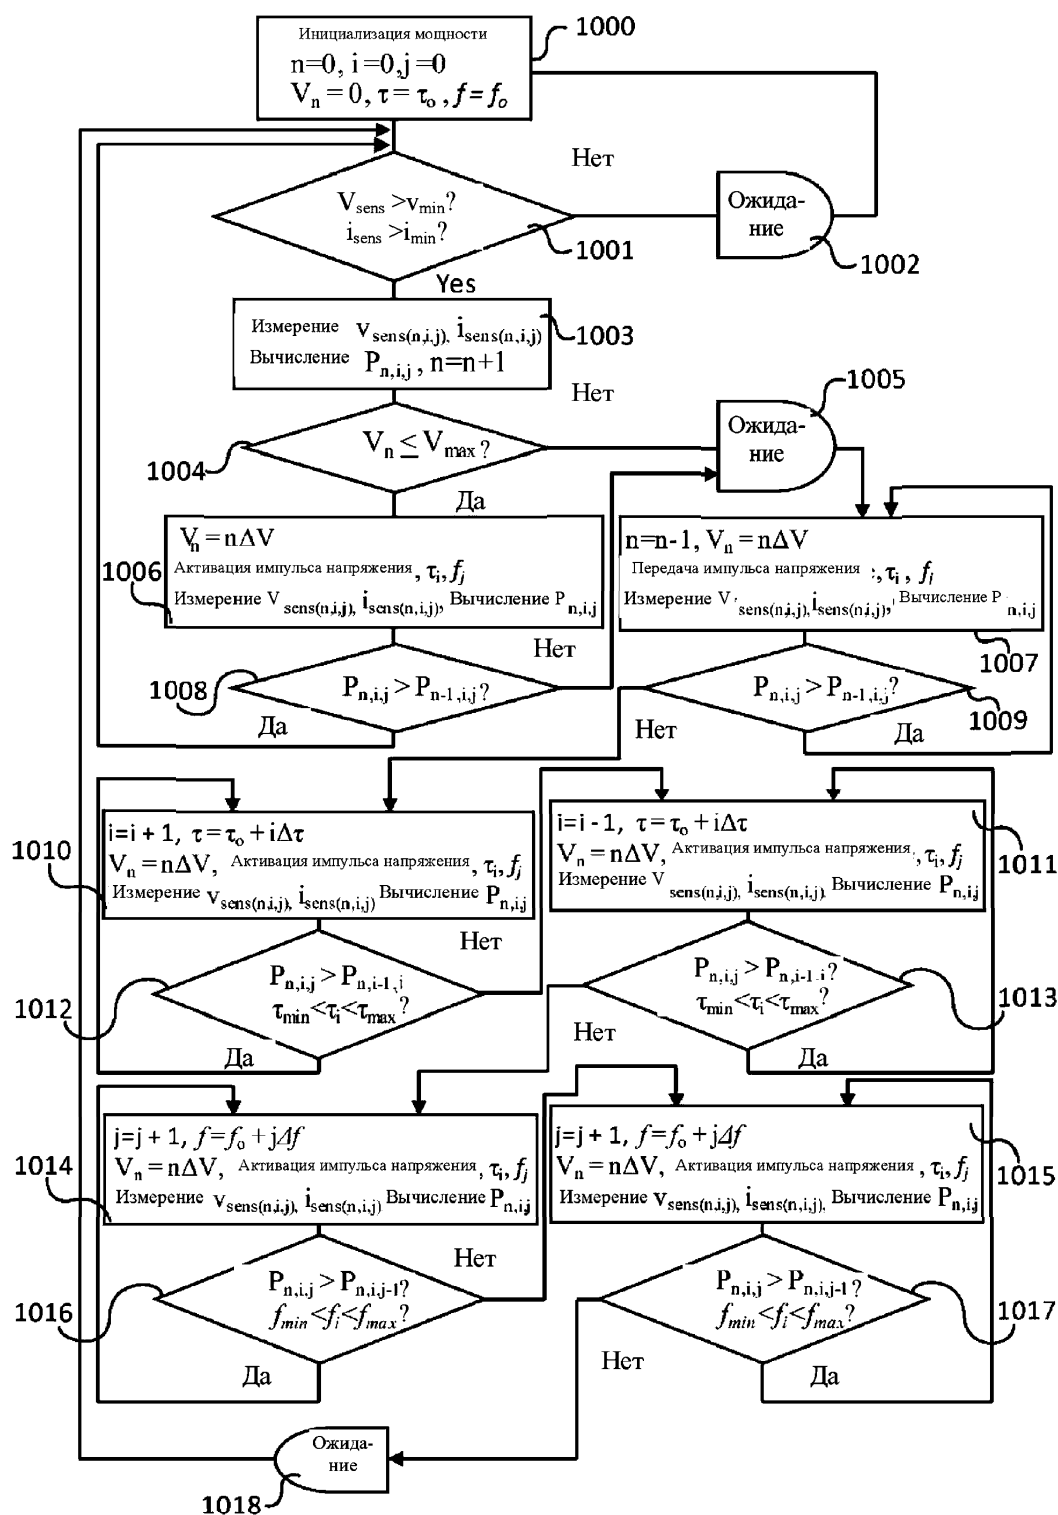 Инициализация мощности
n=0, i=0,j=0
Vn = 0, τ = τo , f = fo
1000
Нет
Vsens >vmin?
isens >imin?
1001
Ожида-
ние
1002
Yes
Измерение vsens(n,i,j), isens(n,i,j)
Вычисление Pn,i,j , n=n+1
1003
Нет
Vn ≤ Vmax ?
1004
Ожида-
ние
1005
Да
Vn = nΔV
Активация импульса напряжения , τi, fj
Измерение V sens(n,i,j), isens(n,i,j), Вычисление P n,i,j
1006
n=n-1, Vn = nΔV
Передача импульса напряжения :, τi , fj
Измерение V sens(n,i,j), isens(n,i,j), Вычисление P n,i,j
1007
Нет
Pn,i,j > Pn-1,i,j?
1008
Да
Pn,i,j > Pn-1,i,j?
1009
Нет
Да
i=i + 1, τ = τo + iΔτ
Vn = nΔV, Активация импульса напряжения , τi, fj
Измерение vsens(n,i,j), isens(n,i,j) Вычисление Pn,i,j
1010
i=i - 1, τ = τo + iΔτ
Vn = nΔV, Активация импульса напряжения , τi, fj
Измерение V sens(n,i,j), isens(n,i,j) Вычисление Pn,i,j
1011
Нет
Pn,i,j > Pn,i-1,j
τmin<τi<τmax?
1012
Да
Pn,i,j > Pn,i-1,j?
τmin<τi<τmax?
1013
Нет
Да
j=j + 1, f=fo + jΔf
Vn = nΔV, Активация импульса напряжения , τi, fj
Измерение vsens(n,i,j), isens(n,i,j) Вычисление Pn,i,j
1014
j=j + 1, f=fo + jΔf
Vn = nΔV, Активация импульса напряжения , τi, fj
Измерение vsens(n,i,j), isens(n,i,j), Вычисление Pn,i,j
1015
Нет
Pn,i,j > Pn,i,j-1?
fmin <fi<fmax?
1016
Да
Pn,i,j > Pn,i,j-1?
fmin <fi<fmax?
1017
Нет
Да
Ожида-
ние
1018